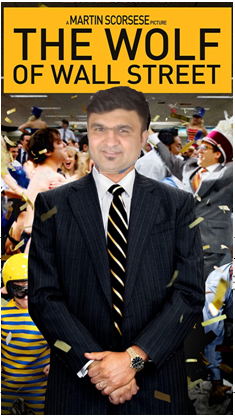 A MARTIN SCORSESE PICTURE
THE WOLF
OF WALL STREET